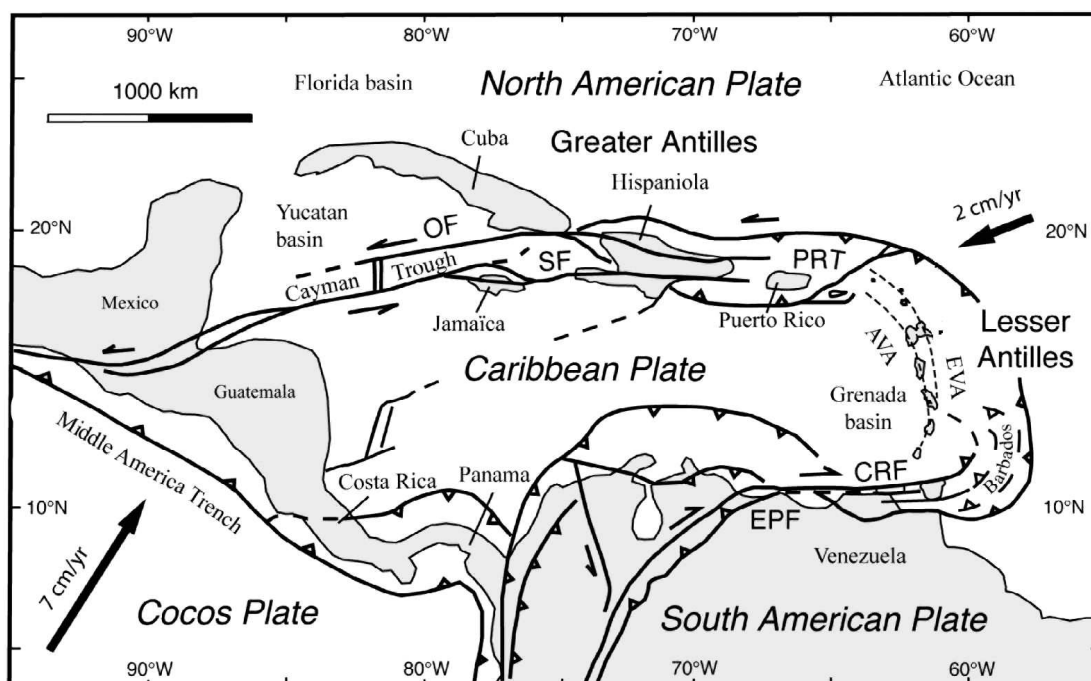 90°W
80°W
70°W
60°W
1000 km
Florida basin
North American Plate
Atlantic Ocean
Cuba
Greater Antilles
Hispaniola
20°N
20°N
2 cm/yr
Yucatan
basin
OF
SF
PRT
Cayman
Trough
Mexico
Jamaïca
Puerto Rico
Lesser
Antilles
AVA
EVA
Guatemala
Caribbean Plate
Grenada
basin
Barbados
Middle America Trench
Costa Rica
Panama
CRF
10°N
10°N
EPF
Venezuela
7 cm/yr
Cocos Plate
South American Plate
90°W
80°W
70°W
60°W